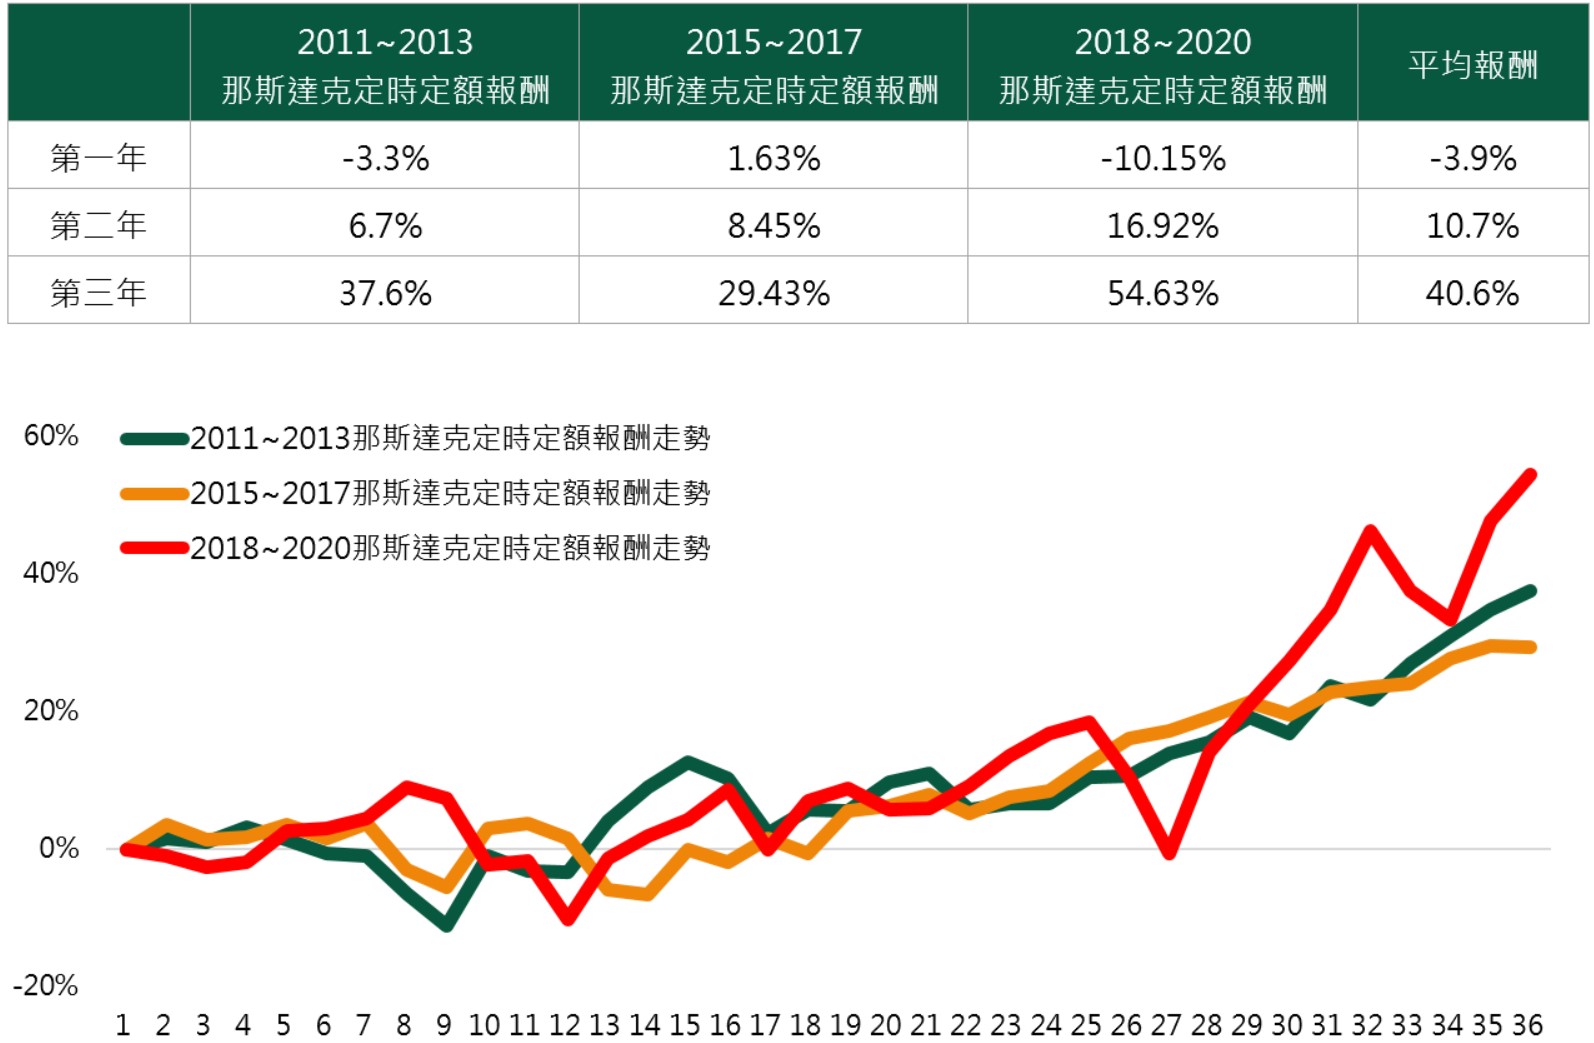 2011~2013
那斯達克定時定額報酬
2015~2017
那斯達克定時定額報酬
2018~2020
那斯達克定時定額報酬
平均報酬
第一年 -3.3% 1.63% -10.15% -3.9%
第二年 6.7% 8.45% 16.92% 10.7%
第三年 37.6% 29.43% 54.63% 40.6%
60%
2011~2013那斯達克定時定額報酬走勢
2015~2017那斯達克定時定額報酬走勢
2018~2020那斯達克定時定額報酬走勢
40%
20%
0%
-20%
1 2 3 4 5 6 7 8 9 10 11 12 13 14 15 16 17 18 19 20 21 22 23 24 25 26 27 28 29 30 31 32 33 34 35 36